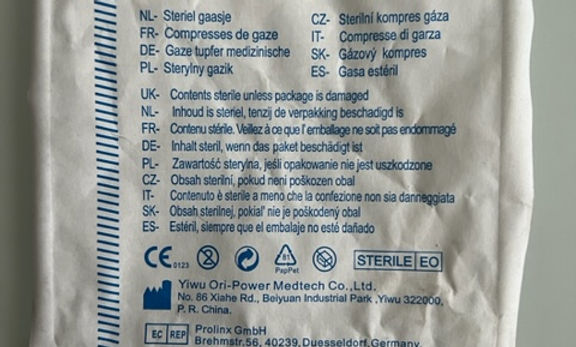 NL- Steriel gaasje
FR- Compresses de gaze
DE- Gaze tupfer medizinische
PL- Sterylny gazik
CZ- Sterilní kompres gáza
IT- Compresse di garza
SK- Gázový kompres
ES- Gasa estéril
UK- Contents sterile unless package is damaged
NL- Inhoud is steriel, tenzij de verpakking beschadigd is
FR- Contenu stérile. Veillez à ce que l' emballage ne soit pas endommagé
DE- Inhalt steril, wenn das paket beschädigt ist
PL- Zawartość sterylna, jeśli opakowanie nie jest uszkodzone
CZ- Obsah sterilní, pokud není poškozen obal
IT- Contenuto è sterile a meno che la confezione non sia danneggiata
SK- Obsah sterilnej, pokial' nie je poškodený obal
ES- Estéril, siempre que el embalaje no esté dañado
CE 0123 2 81 PapPet STERILE EO
Yiwu Ori-Power Medtech Co.,Ltd.
No. 86 Xiahe Rd., Beiyuan Industrial Park ,Yiwu 322000,
P. R. China.
EC REP Prolinx GmbH
Brehmstr.56, 40239, Duesseldorf, Germany.